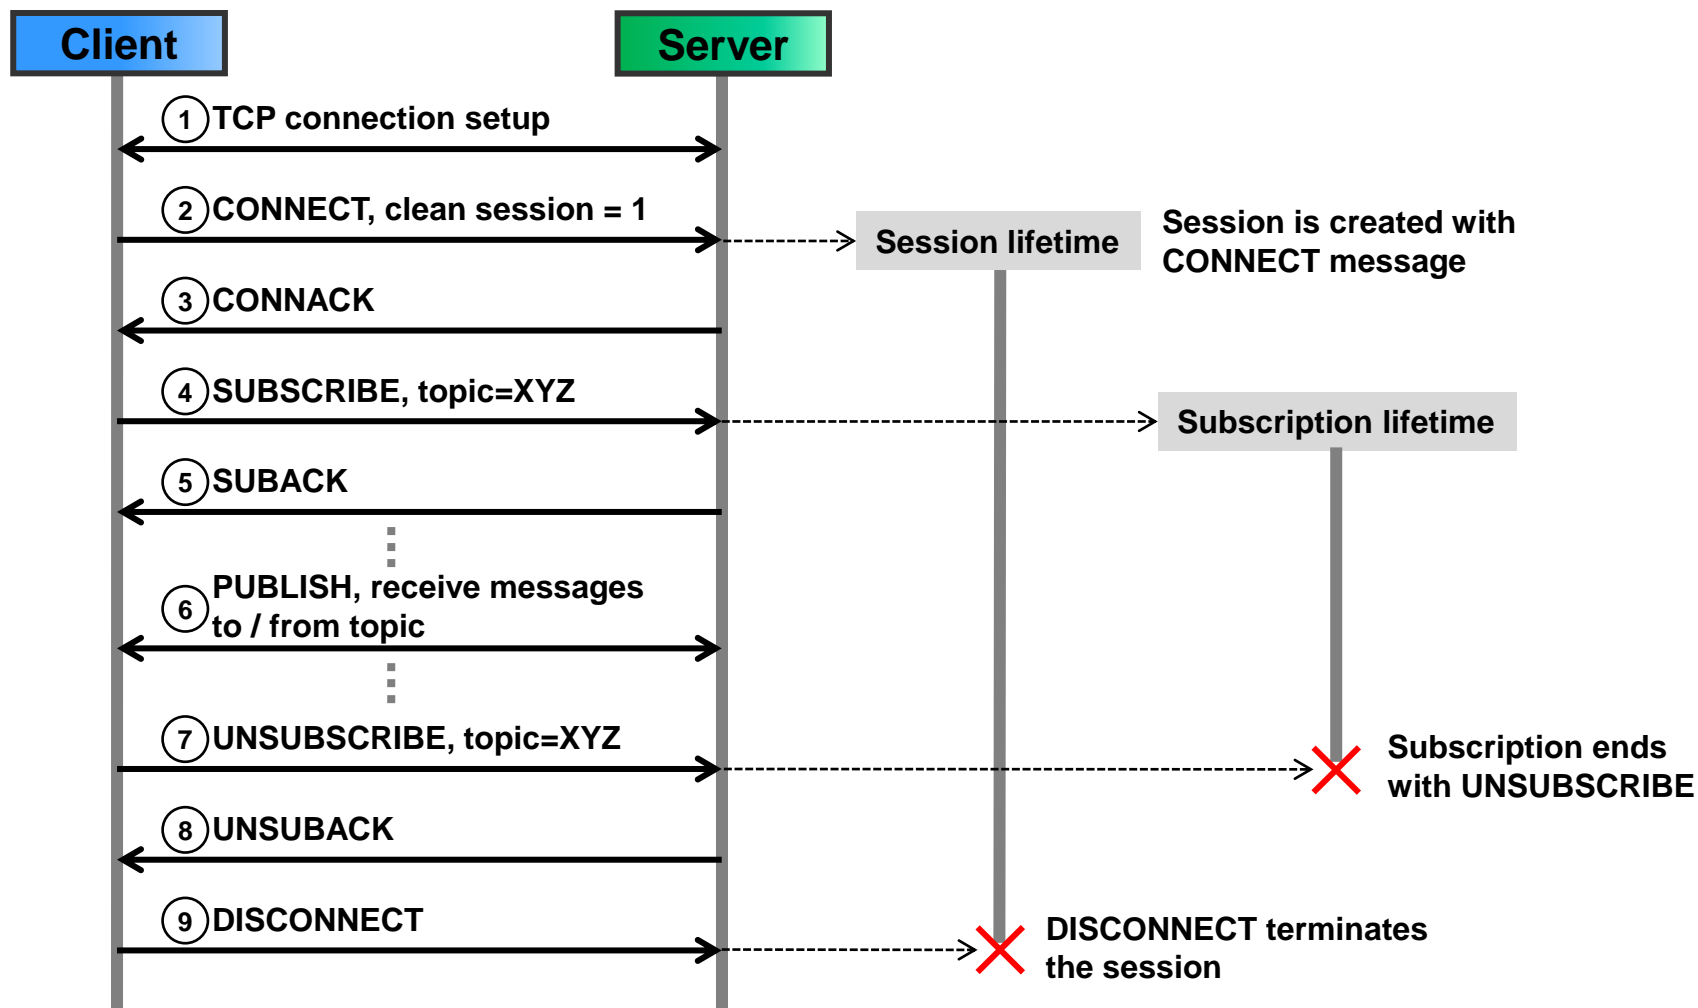 Client
Server
1 TCP connection setup
2 CONNECT, clean session = 1
Session lifetime
Session is created with
CONNECT message
3 CONNACK
4 SUBSCRIBE, topic=XYZ
Subscription lifetime
5 SUBACK
6 PUBLISH, receive messages
to / from topic
7 UNSUBSCRIBE, topic=XYZ
Subscription ends
with UNSUBSCRIBE
8 UNSUBACK
9 DISCONNECT
DISCONNECT terminates
the session